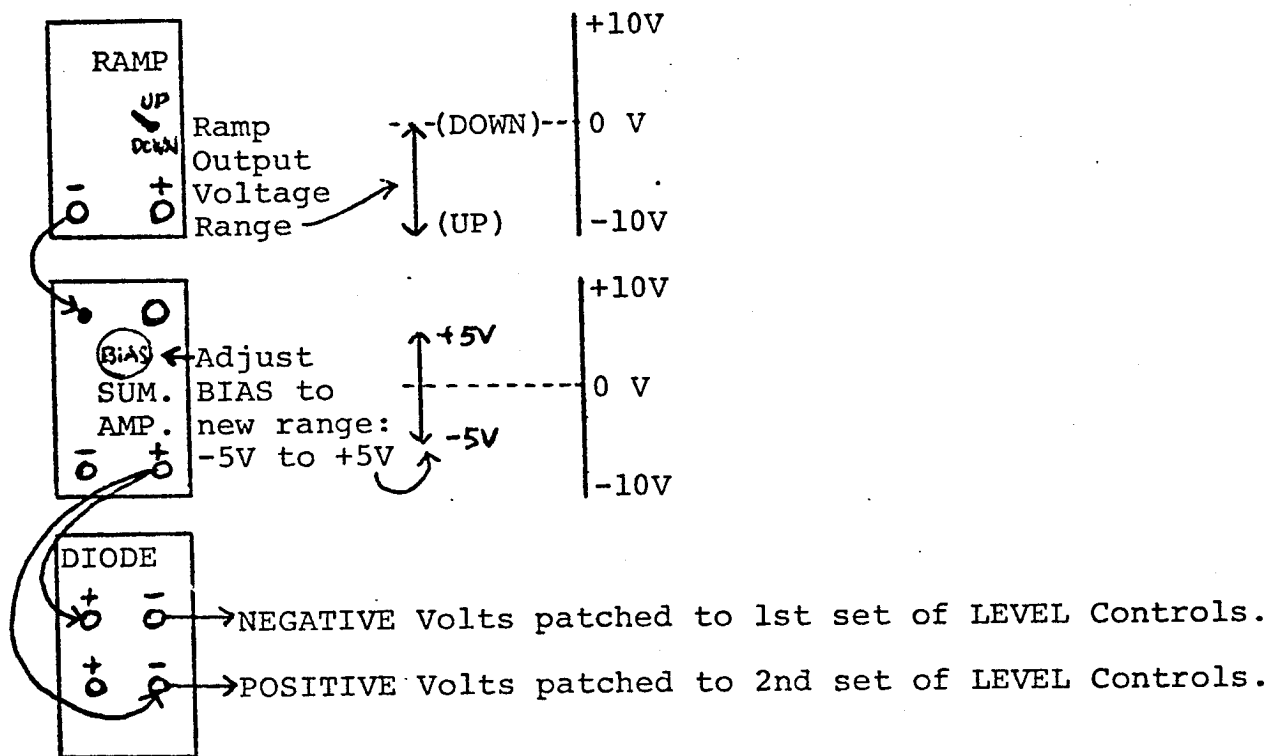 +10V
RAMP
UP
DOWN
Ramp
Output
Voltage
Range
(DOWN)
0 V
(UP)
-10V
- +
+10V
BiAS
Adjust
SUM. BIAS to
AMP. new range:
-5V to +5V
+5V
0 V
-5V
-10V
- +
DIODE
+ -
NEGATIVE Volts patched to 1st set of LEVEL Controls.
+ -
POSITIVE Volts patched to 2nd set of LEVEL Controls.